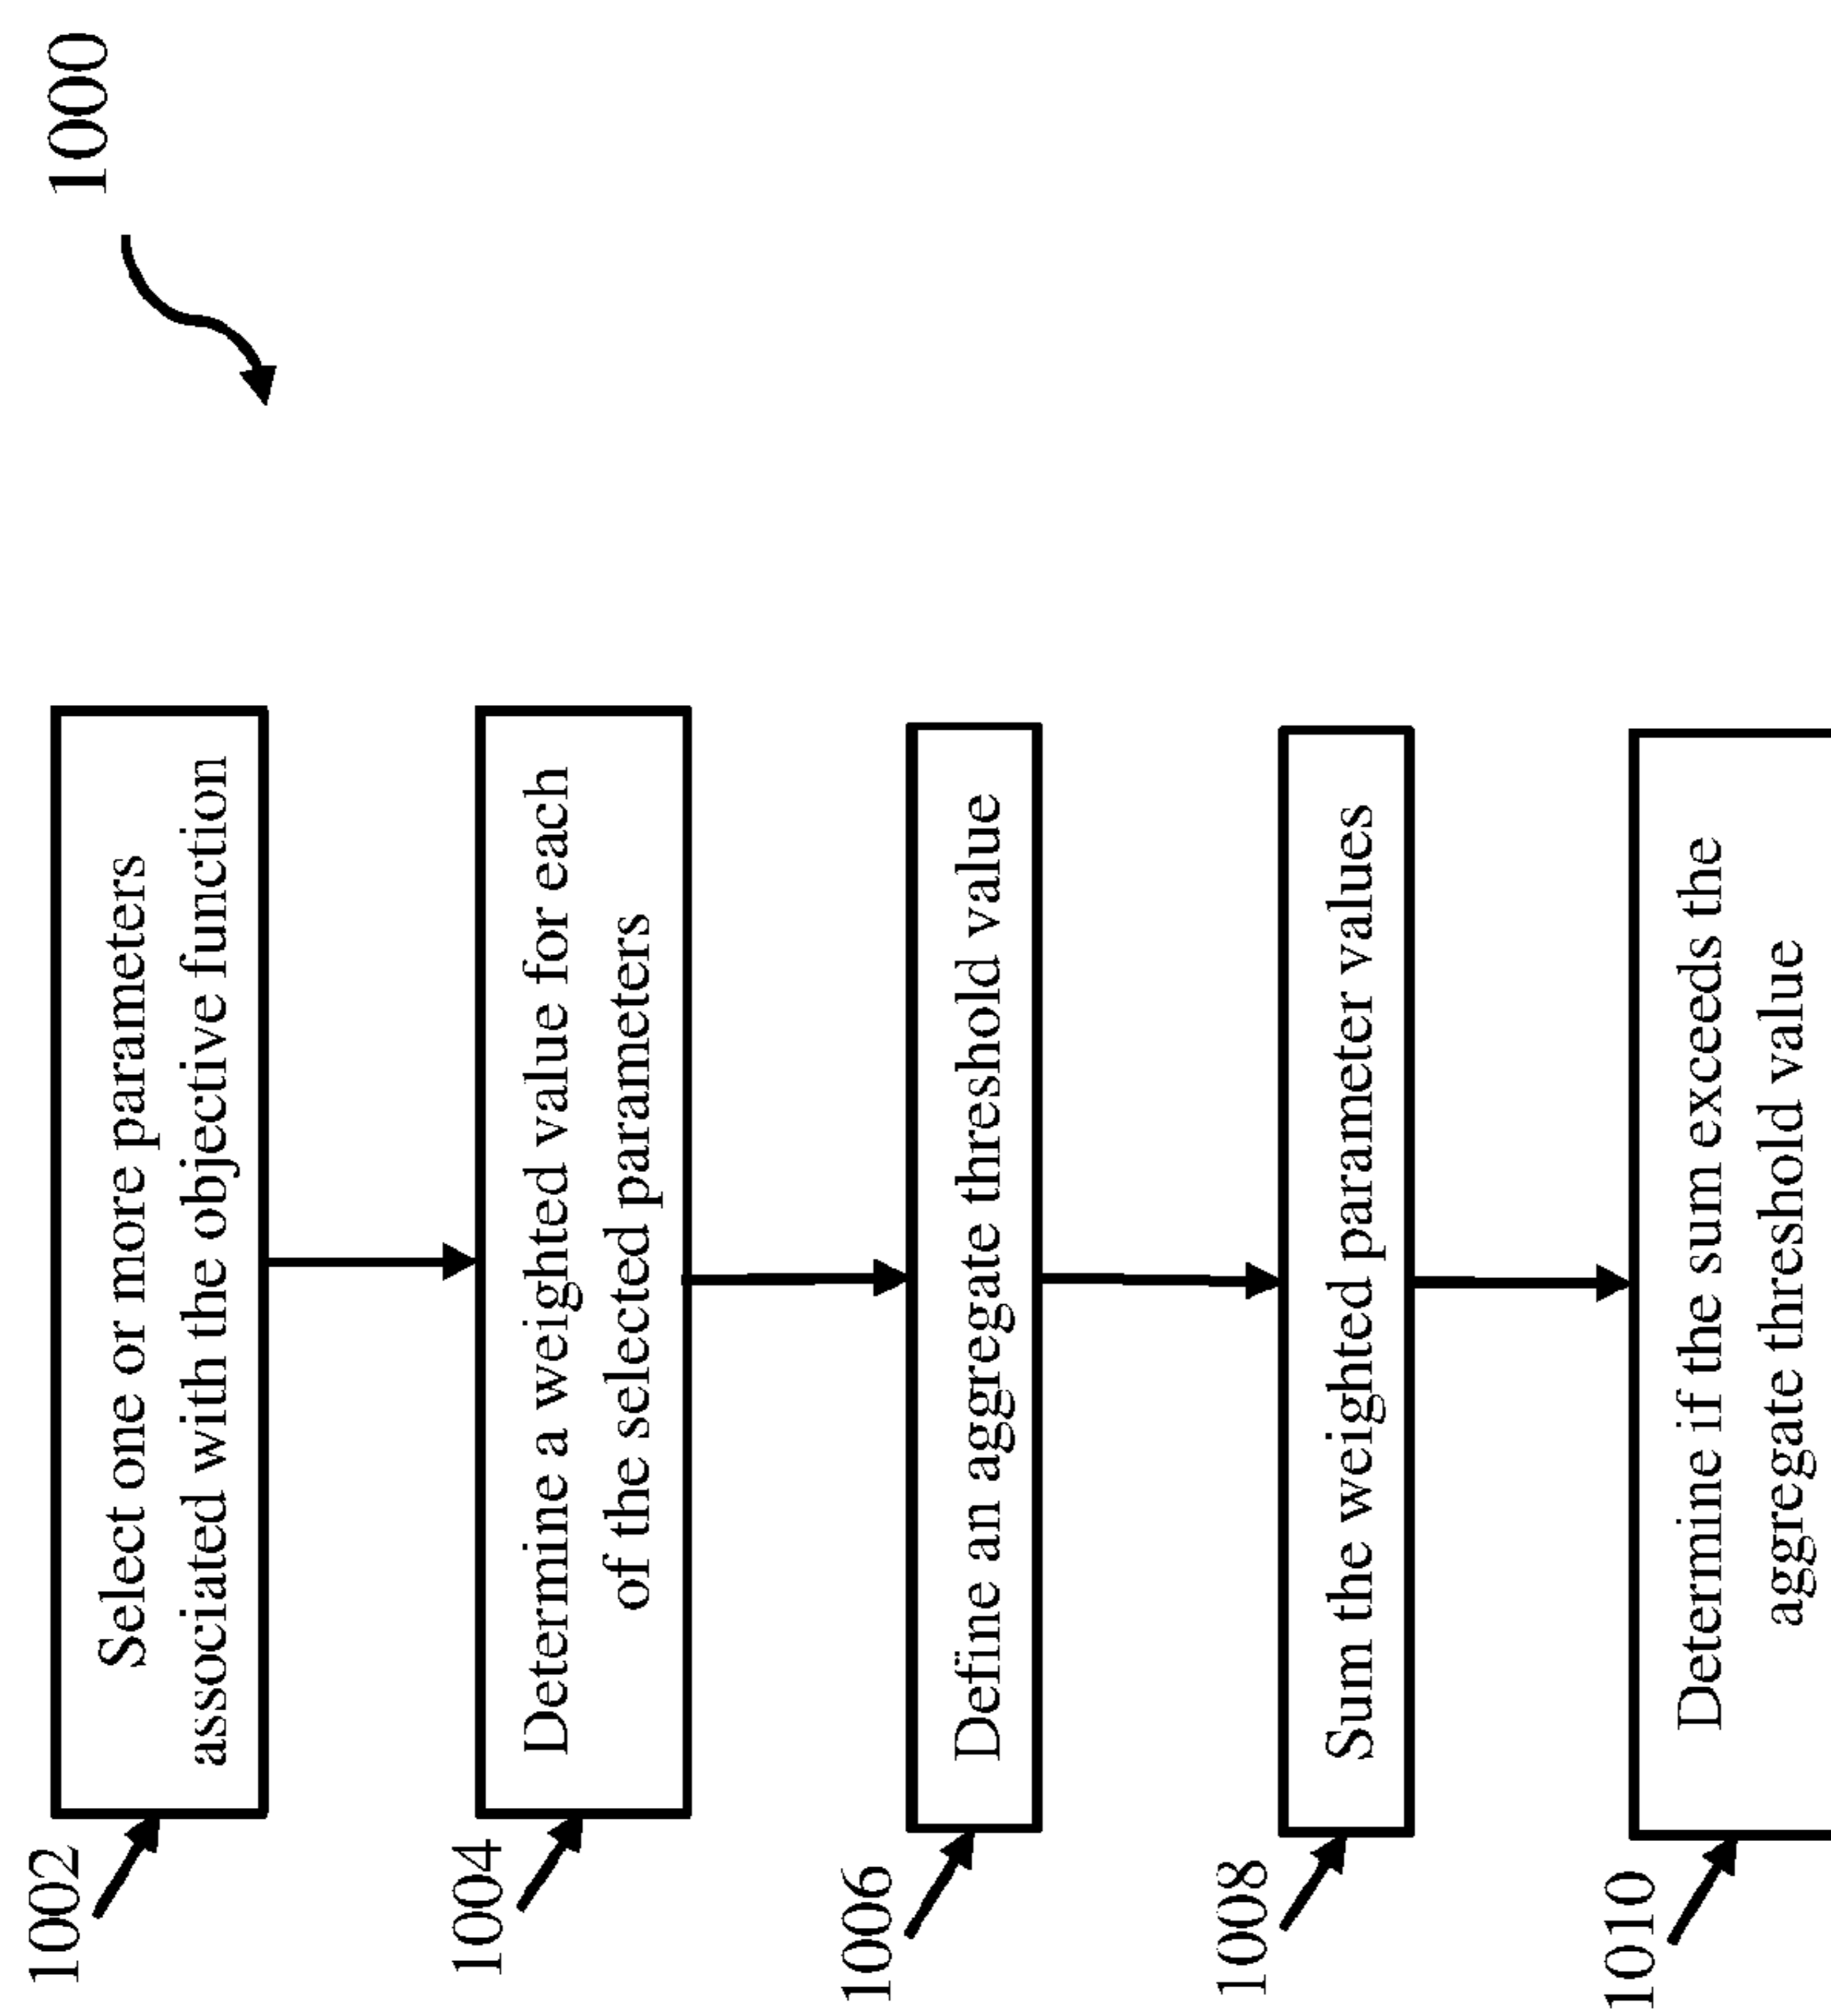 1000
1002
Select one or more parameters
associated with the objective function
1004
Determine a weighted value for each
of the selected parameters
1006
Define an aggregate threshold value
1008
Sum the weighted parameter values
1010
Determine if the sum exceeds the
aggregate threshold value